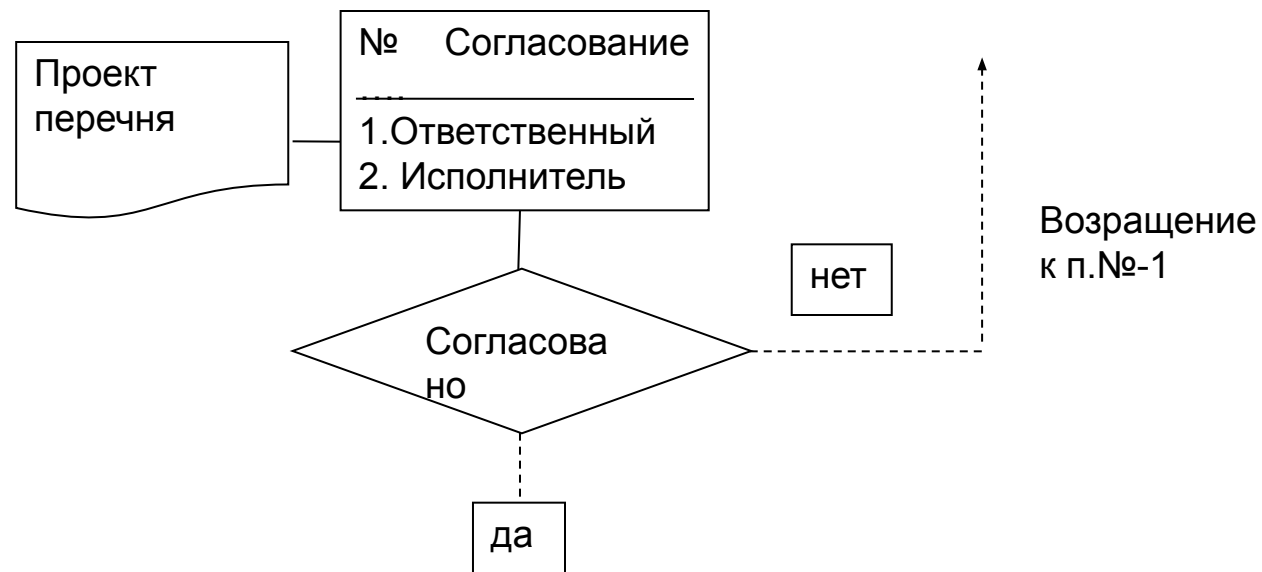 Проект
перечня
№ Согласование
....
1.Ответственный
2. Исполнитель
Возращение
к п.№-1
нет
Согласова
но
да